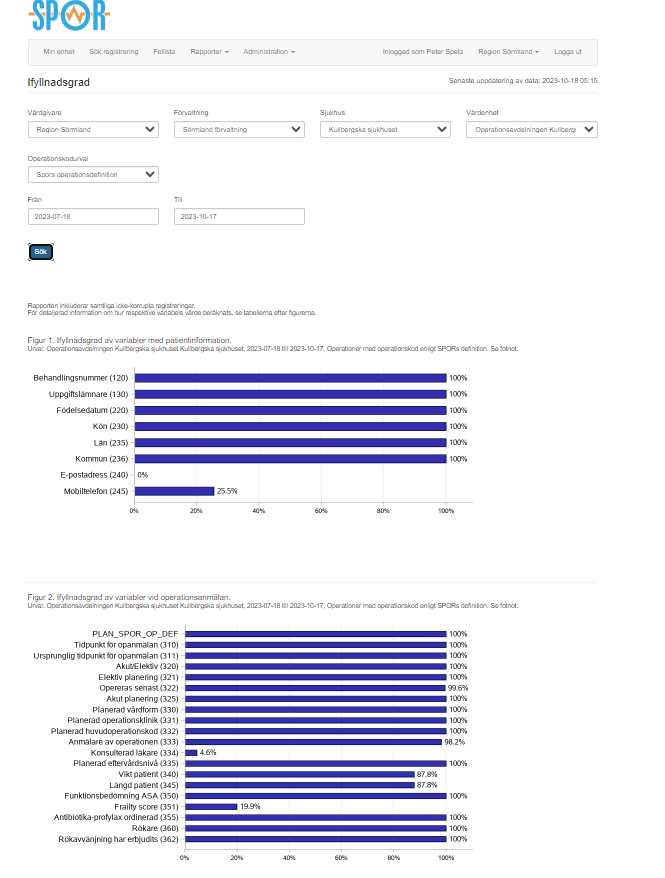 SPOR
Min enhet Sök registrering Fellista Rapporter Administration Inloggad som Peter Spetz Region Sörmland Logga ut
Ifyllnadsgrad
Senaste uppdatering av data: 2023-10-18 05:15
Vårdgivare Förvaltning Sjukhus Vårdenhet
Region Sörmland Sörmland förvaltning Kullbergska sjukhuset Operationsavdelningen Kullbergs
Operationskodurval
Spors operationsdefinition
Från Till
2023-07-18 2023-10-17
Sök
Rapporten inkluderar samtliga icke-korrupta registreringar.
För detaljerad information om hur respektive variabels värde beräknats, se tabellerna efter figurerna.
Figur 1. Ifyllnadsgrad av variabler med patientinformation.
Urval: Operationsavdelningen Kullbergska sjukhuset Kullbergska sjukhuset, 2023-07-18 till 2023-10-17, Operationer med operationskod enligt SPORs definition. Se fotnot.
Behandlingsnummer (120) 100%
Uppgiftslämnare (130) 100%
Födelsedatum (220) 100%
Kön (230) 100%
Län (235) 100%
Kommun (236) 100%
E-postadress (240) 0%
Mobiltelefon (245) 25.5%
0% 20% 40% 60% 80% 100%
Figur 2. Ifyllnadsgrad av variabler vid operationsanmälan.
Urval: Operationsavdelningen Kullbergska sjukhuset Kullbergska sjukhuset, 2023-07-18 till 2023-10-17, Operationer med operationskod enligt SPORs definition. Se fotnot.
PLAN_SPOR_OP_DEF 100%
Tidpunkt för opanmälan (310) 100%
Ursprunglig tidpunkt för opanmälan (311) 100%
Akut/Elektiv (320) 100%
Elektiv planering (321) 100%
Opereras senast (322) 99.6%
Akut planering (325) 100%
Planerad vårdform (330) 100%
Planerad operationsklinik (331) 100%
Planerad huvudoperationskod (332) 100%
Anmälare av operationen (333) 98.2%
Konsulterad läkare (334) 4.6%
Planerad eftervårdsnivå (335) 100%
Vikt patient (340) 87.8%
Längd patient (345) 87.8%
Funktionsbedömning ASA (350) 100%
Frailty score (351) 19.9%
Antibiotika-profylax ordinerad (355) 100%
Rökare (360) 100%
Rökavvänjning har erbjudits (362) 100%
0% 20% 40% 60% 80% 100%